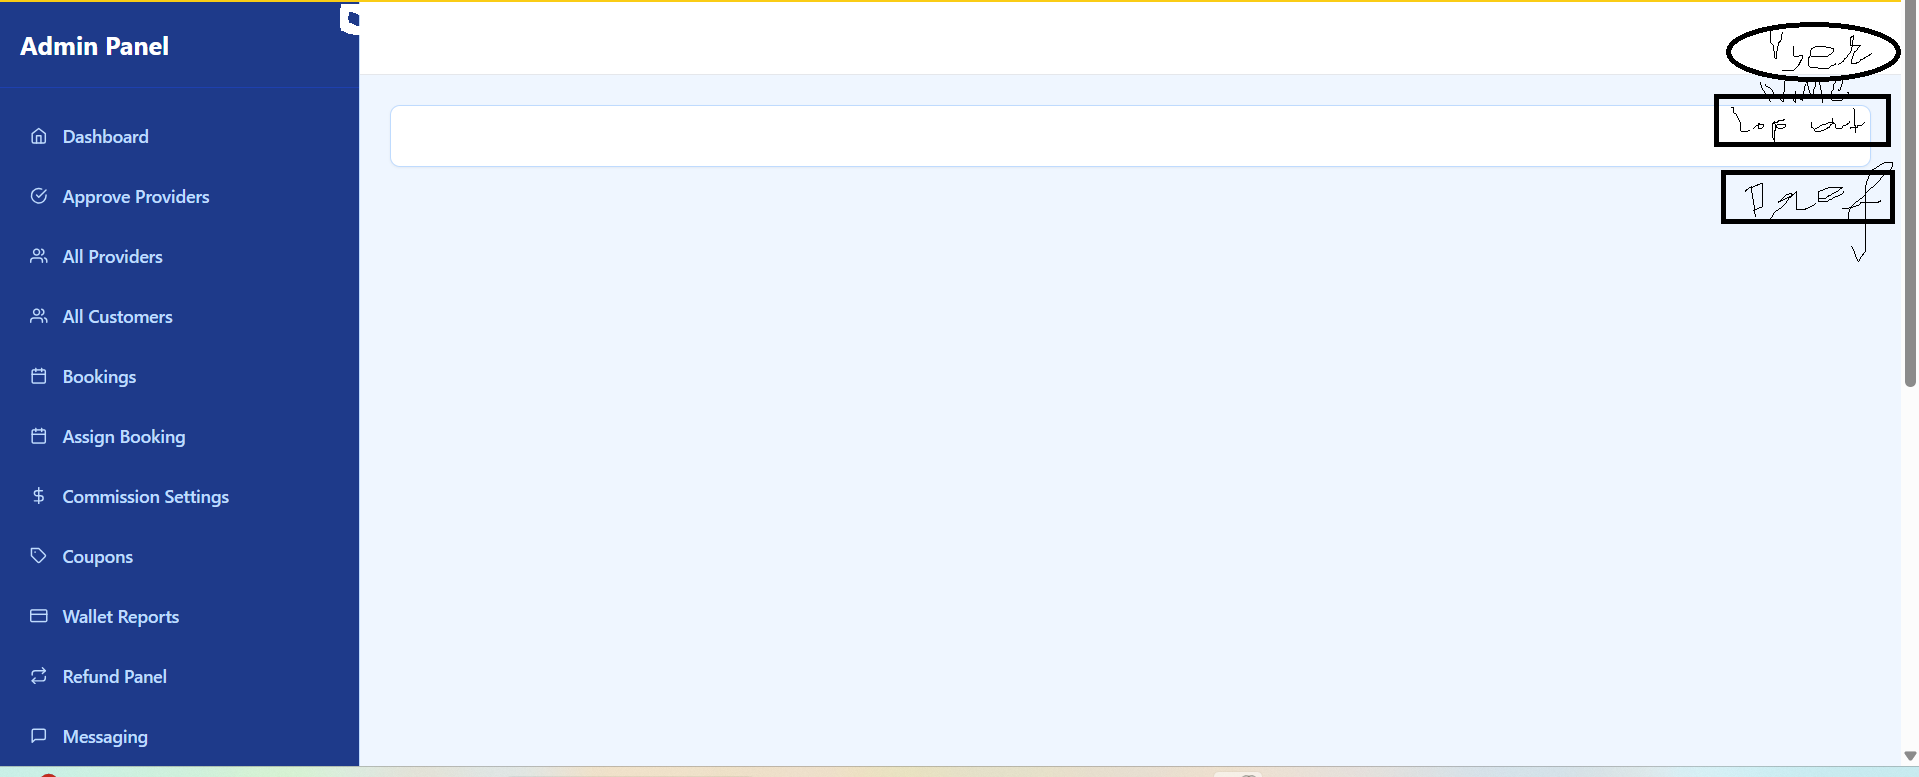 Admin Panel
User
name
log out
Dashboard
Approve Providers
All Providers
All Customers
Bookings
Assign Booking
Commission Settings
Coupons
Wallet Reports
Refund Panel
Messaging